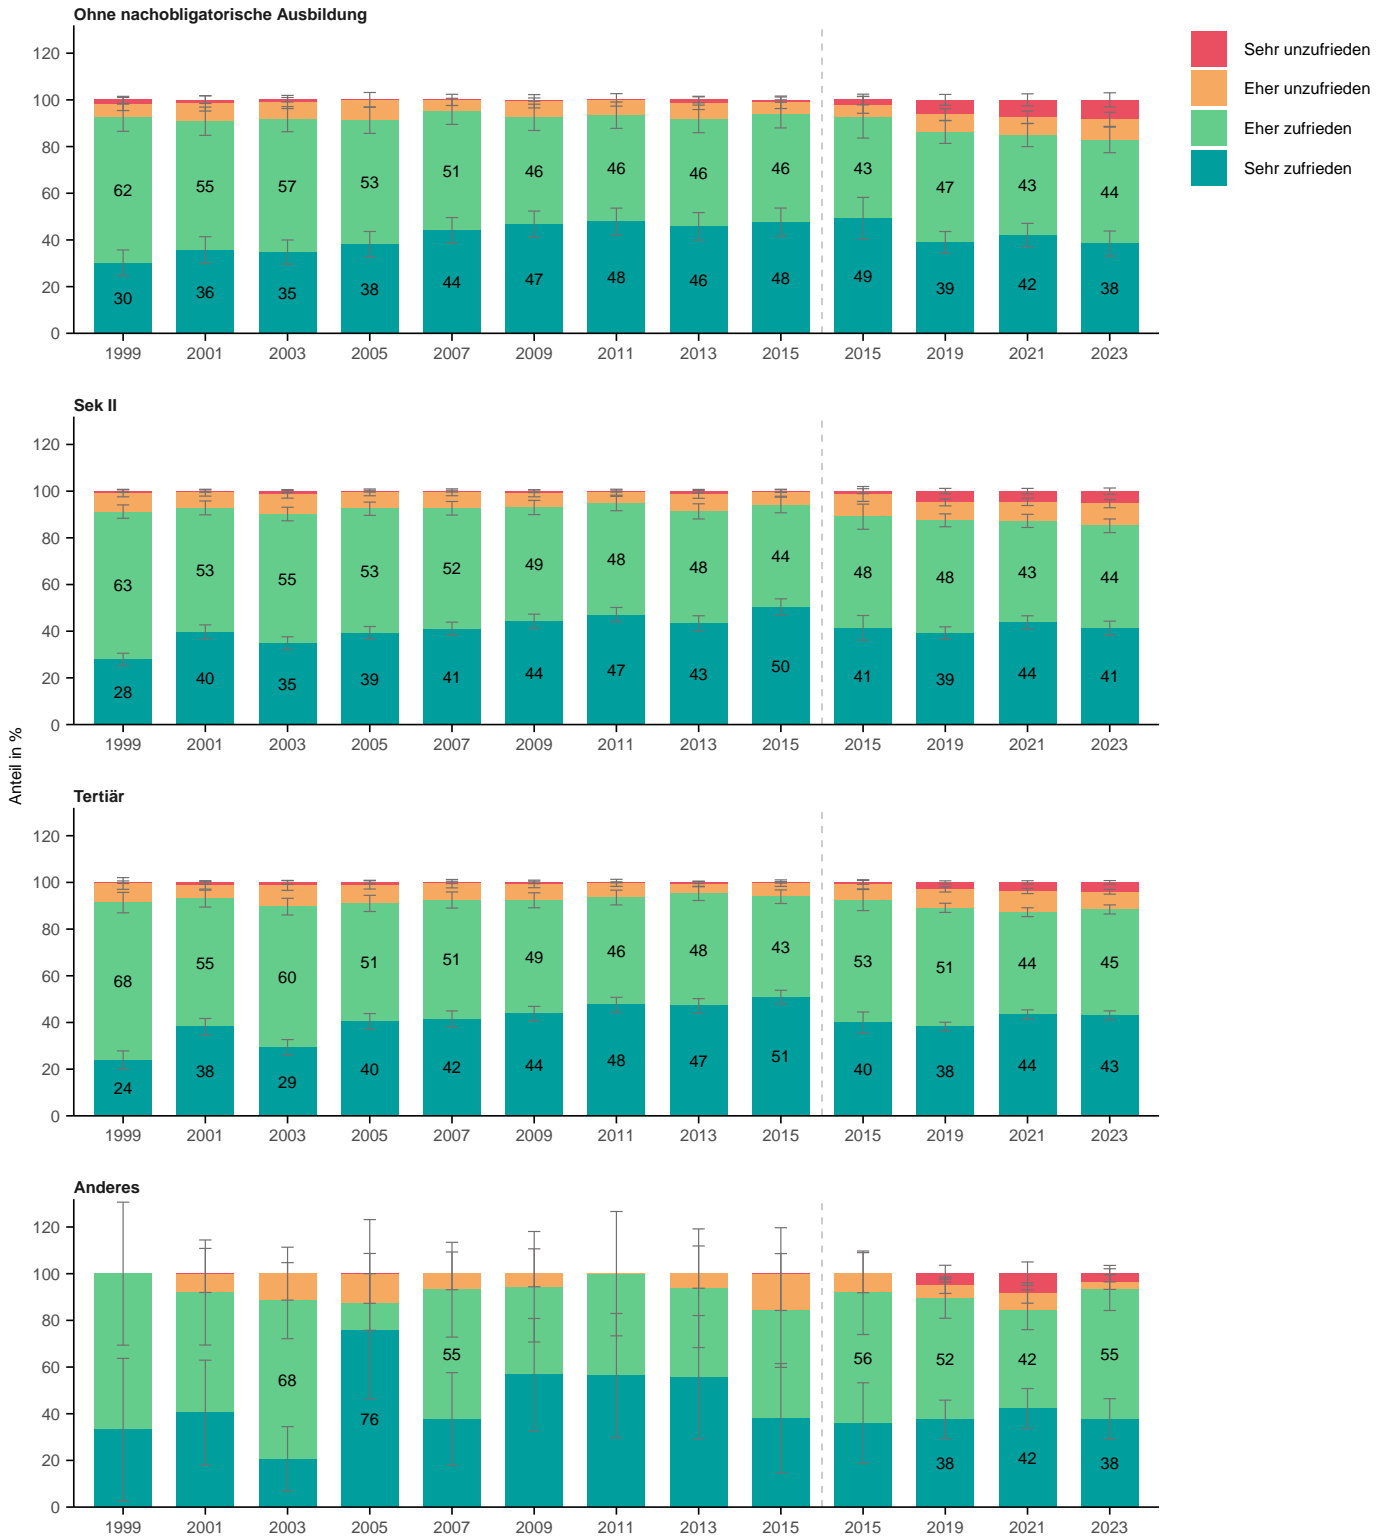 Ohne nachobligatorische Ausbildung
120
100
80
60
40
20
0
62 55 57 53 51 46 46 46 46 43 47 43 44
30 36 35 38 44 47 48 46 48 49 39 42 38
1999 2001 2003 2005 2007 2009 2011 2013 2015 2015 2019 2021 2023
Sehr unzufrieden
Eher unzufrieden
Eher zufrieden
Sehr zufrieden
Anteil in %
Sek II
120
100
80
60
40
20
0
63 53 55 53 52 49 48 48 44 48 48 43 44
28 40 35 39 41 44 47 43 50 41 39 44 41
1999 2001 2003 2005 2007 2009 2011 2013 2015 2015 2019 2021 2023
Tertiär
120
100
80
60
40
20
0
68 55 60 51 51 49 46 48 43 53 51 44 45
24 38 29 40 42 44 48 47 51 40 38 44 43
1999 2001 2003 2005 2007 2009 2011 2013 2015 2015 2019 2021 2023
Anderes
120
100
80
60
40
20
0
68 55 56 52 42 55
76 38 42 38
1999 2001 2003 2005 2007 2009 2011 2013 2015 2015 2019 2021 2023